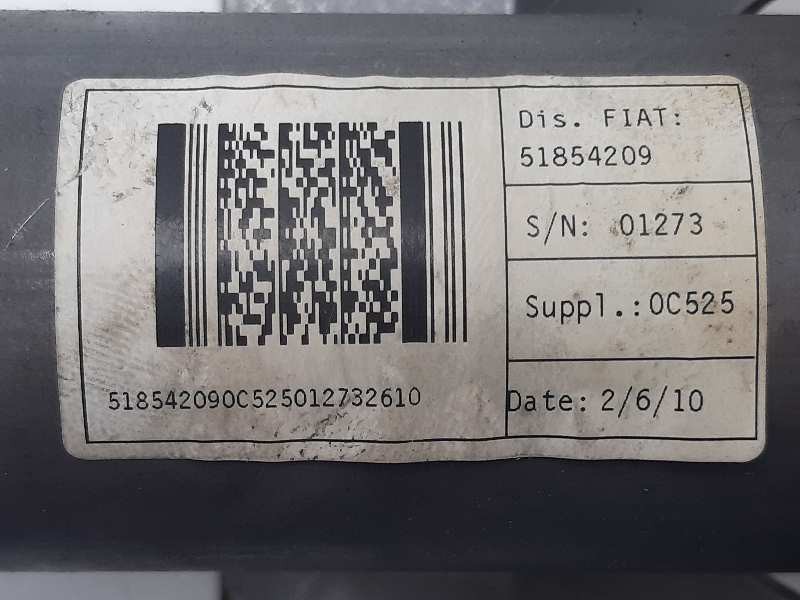 Dis. FIAT:
51854209
S/N: 01273
Suppl.:0C525
Date: 2/6/10
518542090C525012732610